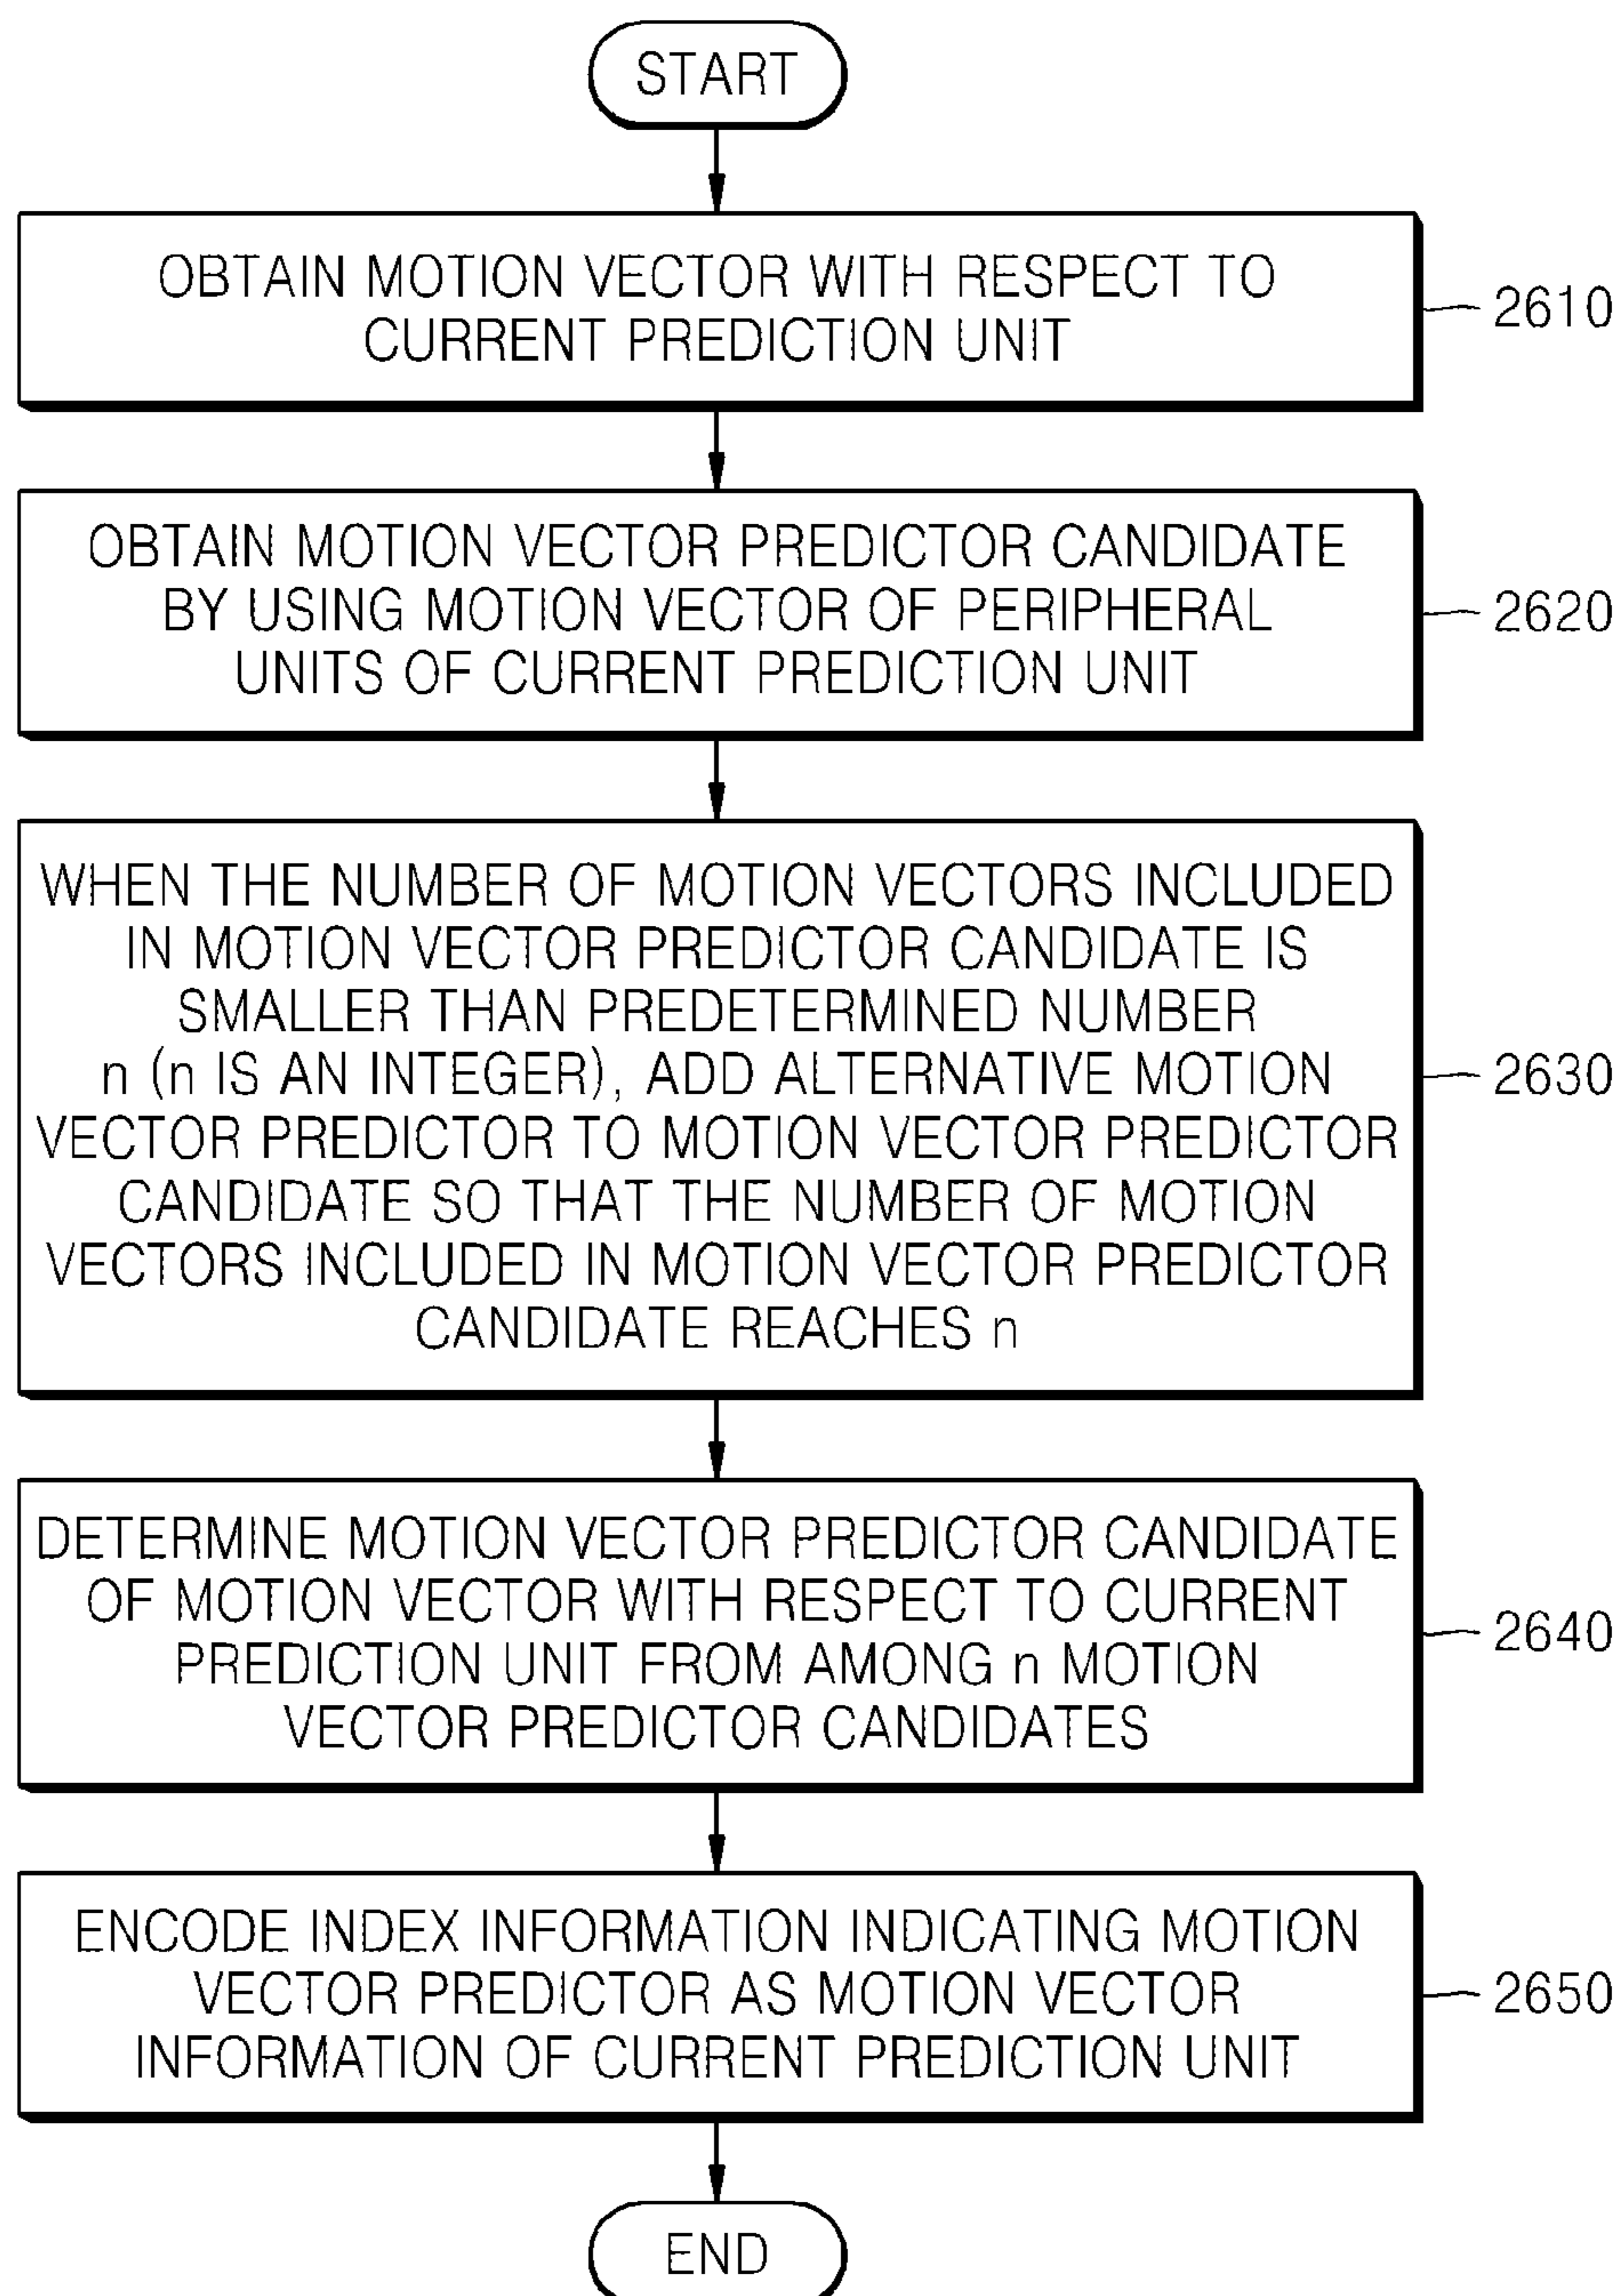 START
OBTAIN MOTION VECTOR WITH RESPECT TO
CURRENT PREDICTION UNIT
2610
OBTAIN MOTION VECTOR PREDICTOR CANDIDATE
BY USING MOTION VECTOR OF PERIPHERAL
UNITS OF CURRENT PREDICTION UNIT
2620
WHEN THE NUMBER OF MOTION VECTORS INCLUDED
IN MOTION VECTOR PREDICTOR CANDIDATE IS
SMALLER THAN PREDETERMINED NUMBER
n (n IS AN INTEGER), ADD ALTERNATIVE MOTION
VECTOR PREDICTOR TO MOTION VECTOR PREDICTOR
CANDIDATE SO THAT THE NUMBER OF MOTION
VECTORS INCLUDED IN MOTION VECTOR PREDICTOR
CANDIDATE REACHES n
2630
DETERMINE MOTION VECTOR PREDICTOR CANDIDATE
OF MOTION VECTOR WITH RESPECT TO CURRENT
PREDICTION UNIT FROM AMONG n MOTION
VECTOR PREDICTOR CANDIDATES
2640
ENCODE INDEX INFORMATION INDICATING MOTION
VECTOR PREDICTOR AS MOTION VECTOR
INFORMATION OF CURRENT PREDICTION UNIT
2650
END